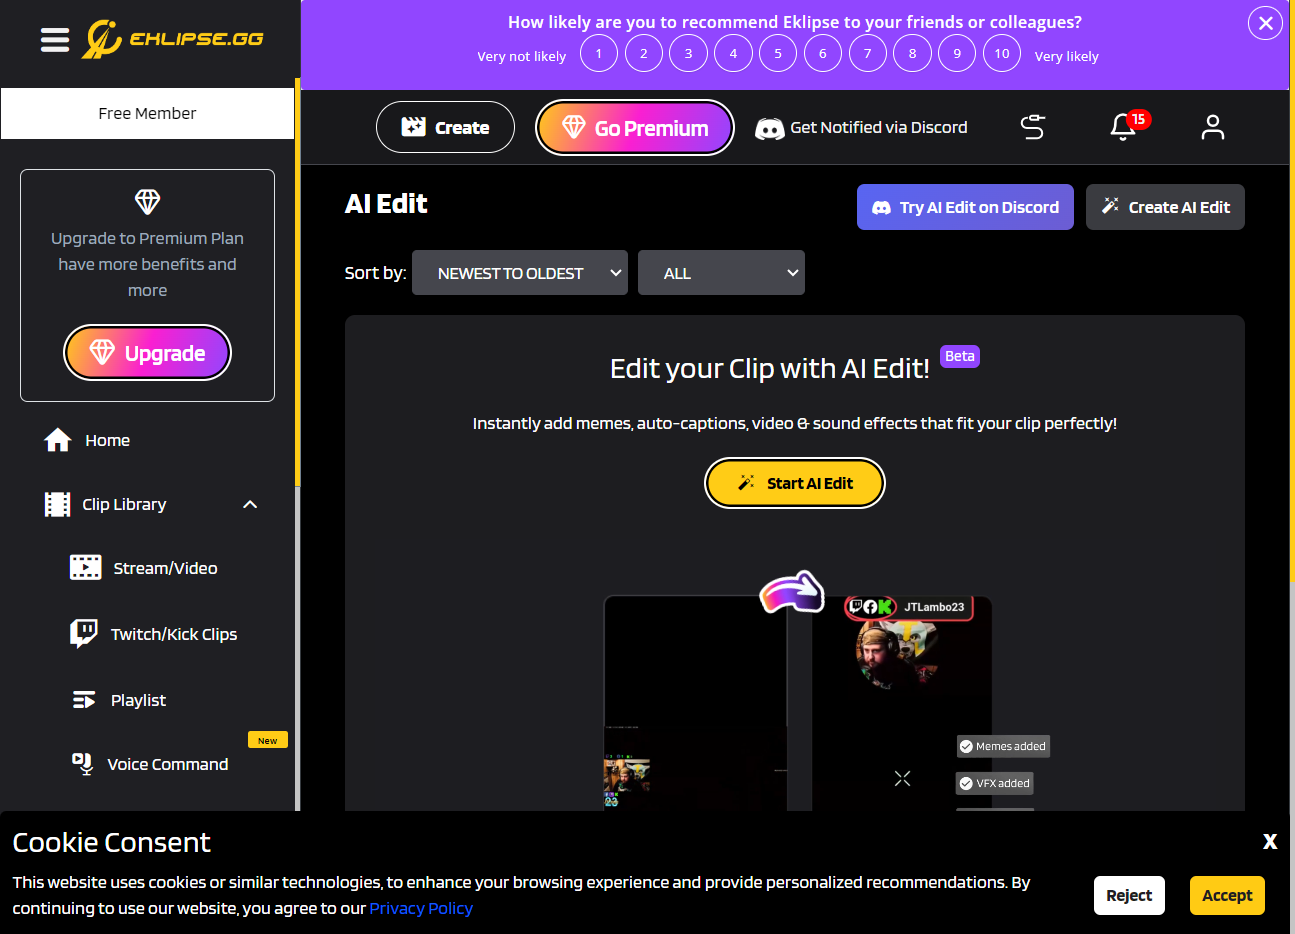 EKLIPSE.GG
How likely are you to recommend Eklipse to your friends or colleagues?
Very not likely 1 2 3 4 5 6 7 8 9 10 Very likely
Free Member
Create
Go Premium
Get Notified via Discord
15
Upgrade to Premium Plan
have more benefits and
more
Upgrade
Home
Clip Library
Stream/Video
Twitch/Kick Clips
Playlist
New
Voice Command
AI Edit
Try AI Edit on Discord
Create AI Edit
Sort by: NEWEST TO OLDEST ALL
Edit your Clip with AI Edit! Beta
Instantly add memes, auto-captions, video & sound effects that fit your clip perfectly!
Start AI Edit
JTLambo23
Memes added
VFX added
Cookie Consent
X
This website uses cookies or similar technologies, to enhance your browsing experience and provide personalized recommendations. By
continuing to use our website, you agree to our Privacy Policy
Reject
Accept